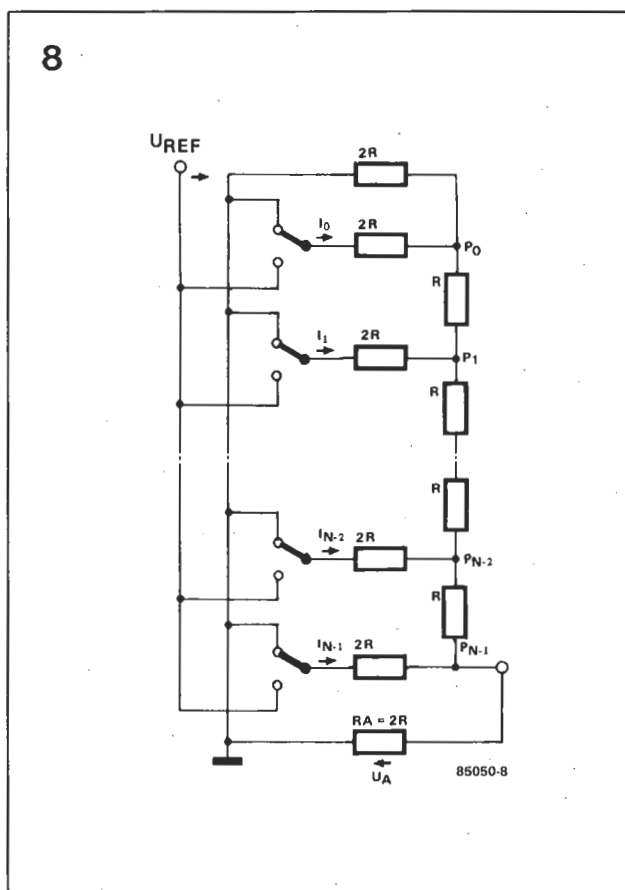 8
UREF
2R
I0
2R
P0
R
I1
2R
P1
R
R
IN-2
2R
PN-2
R
IN-1
2R
PN-1
RA = 2R
UA
85050-8